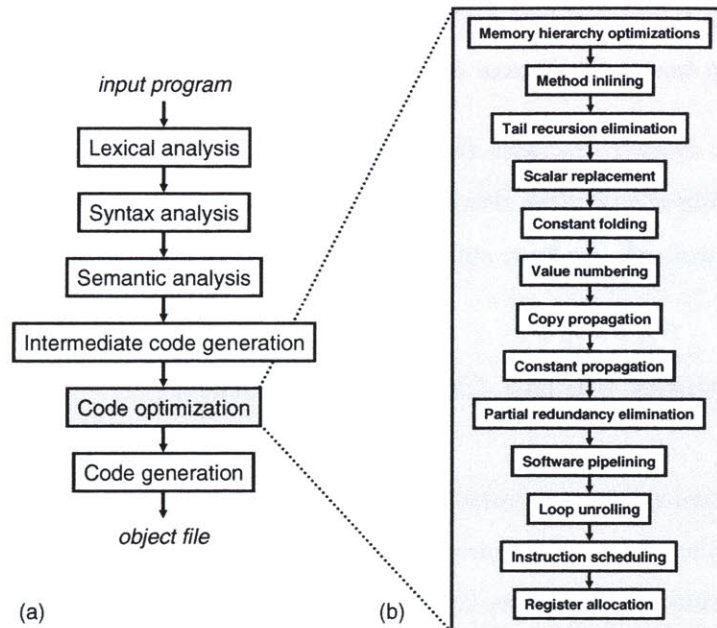 input program
Lexical analysis
Syntax analysis
Semantic analysis
Intermediate code generation
Code optimization
Code generation
object file
(a)
Memory hierarchy optimizations
Method inlining
Tail recursion elimination
Scalar replacement
Constant folding
Value numbering
Copy propagation
Constant propagation
Partial redundancy elimination
Software pipelining
Loop unrolling
Instruction scheduling
Register allocation
(b)